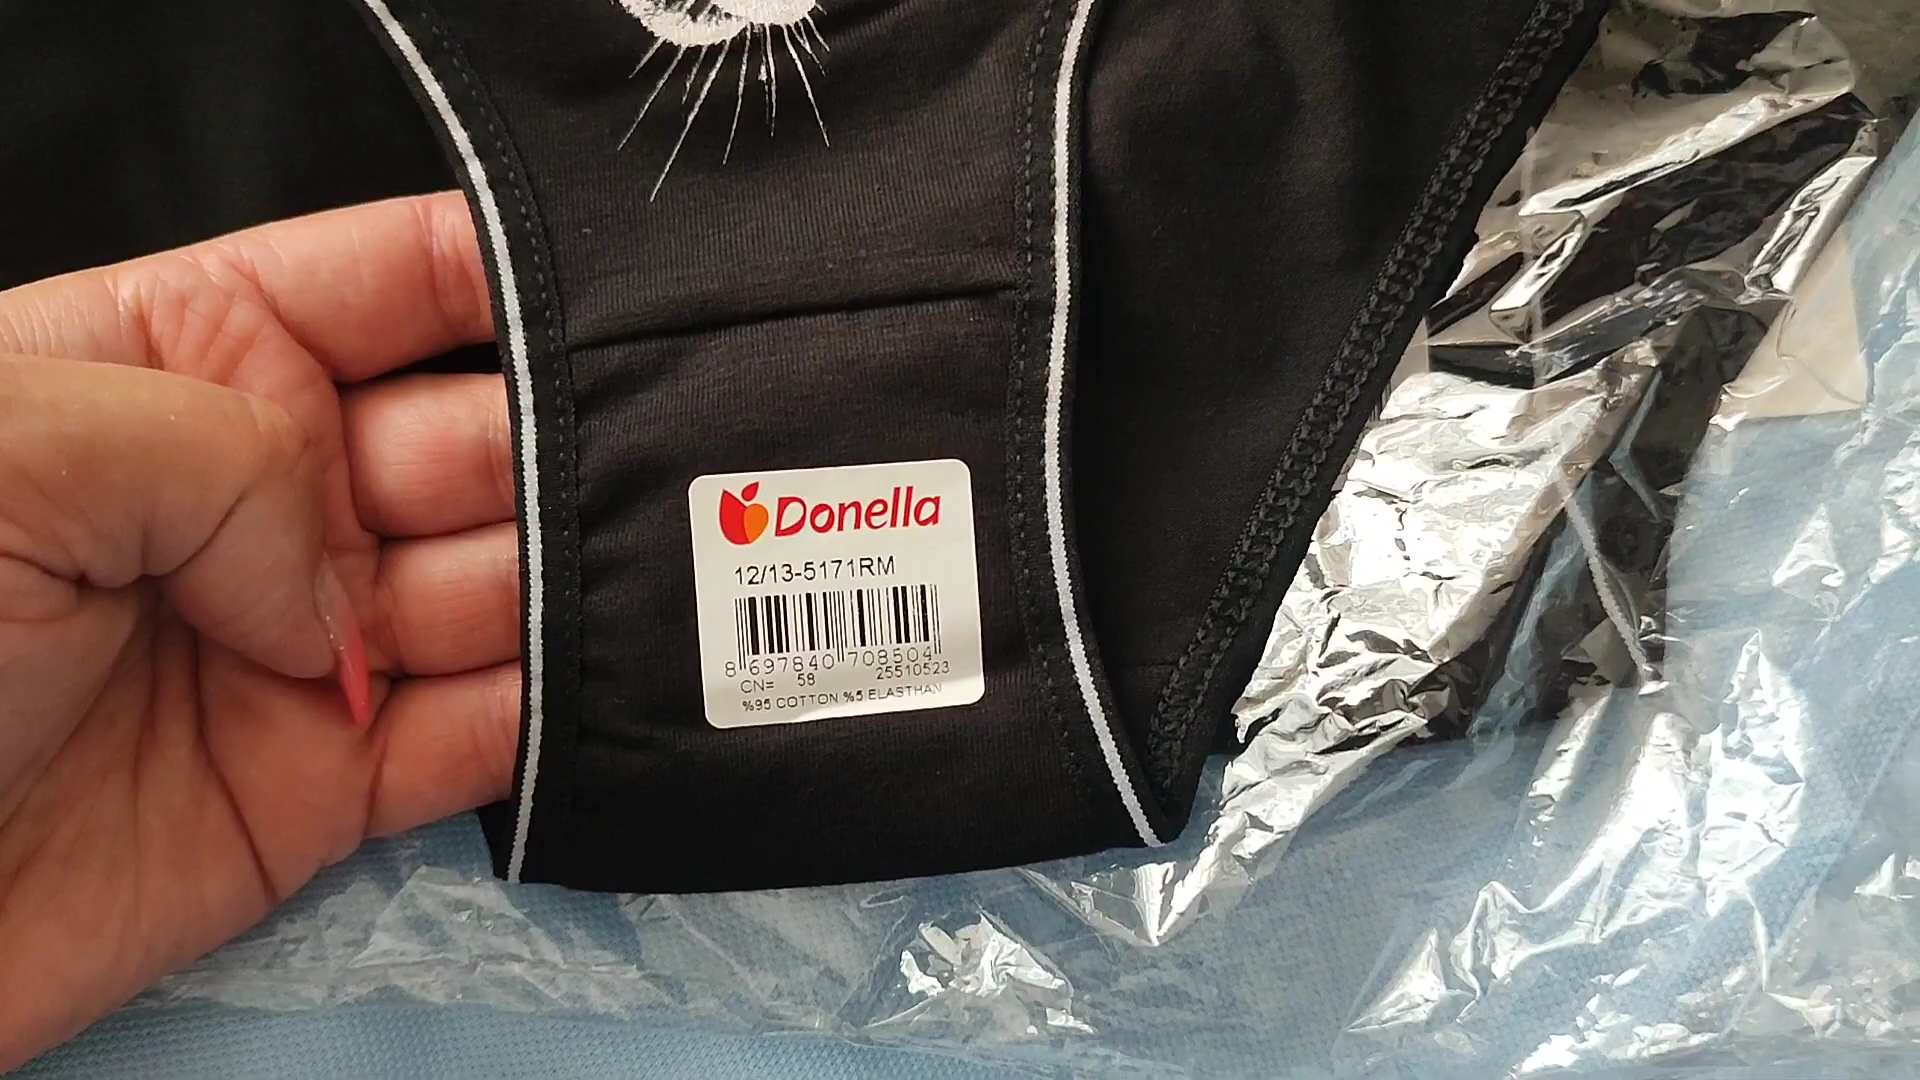 Donella
12/13-5171RM
8 697840 708504
CN= 58 25510523
%95 COTTON %5 ELASTHAN